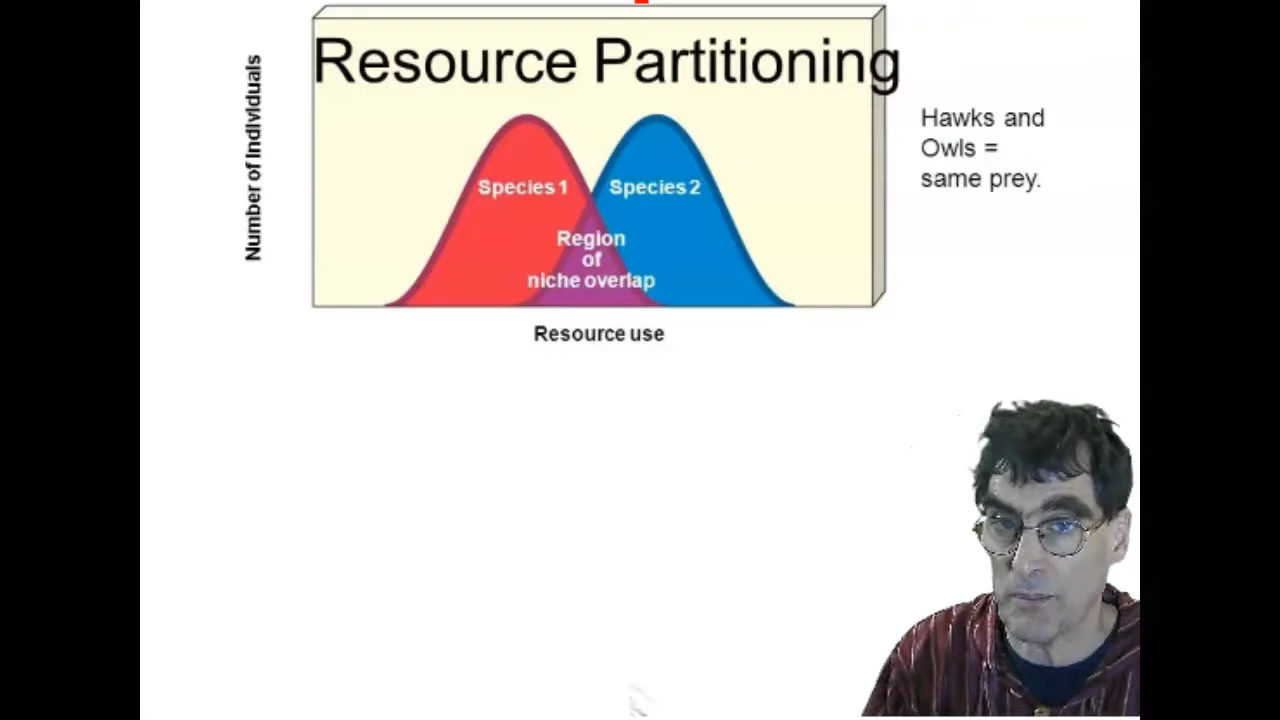 Resource Partitioning
Number of Individuals
Species 1
Species 2
Region
of
niche overlap
Resource use
Hawks and
Owls =
same prey.